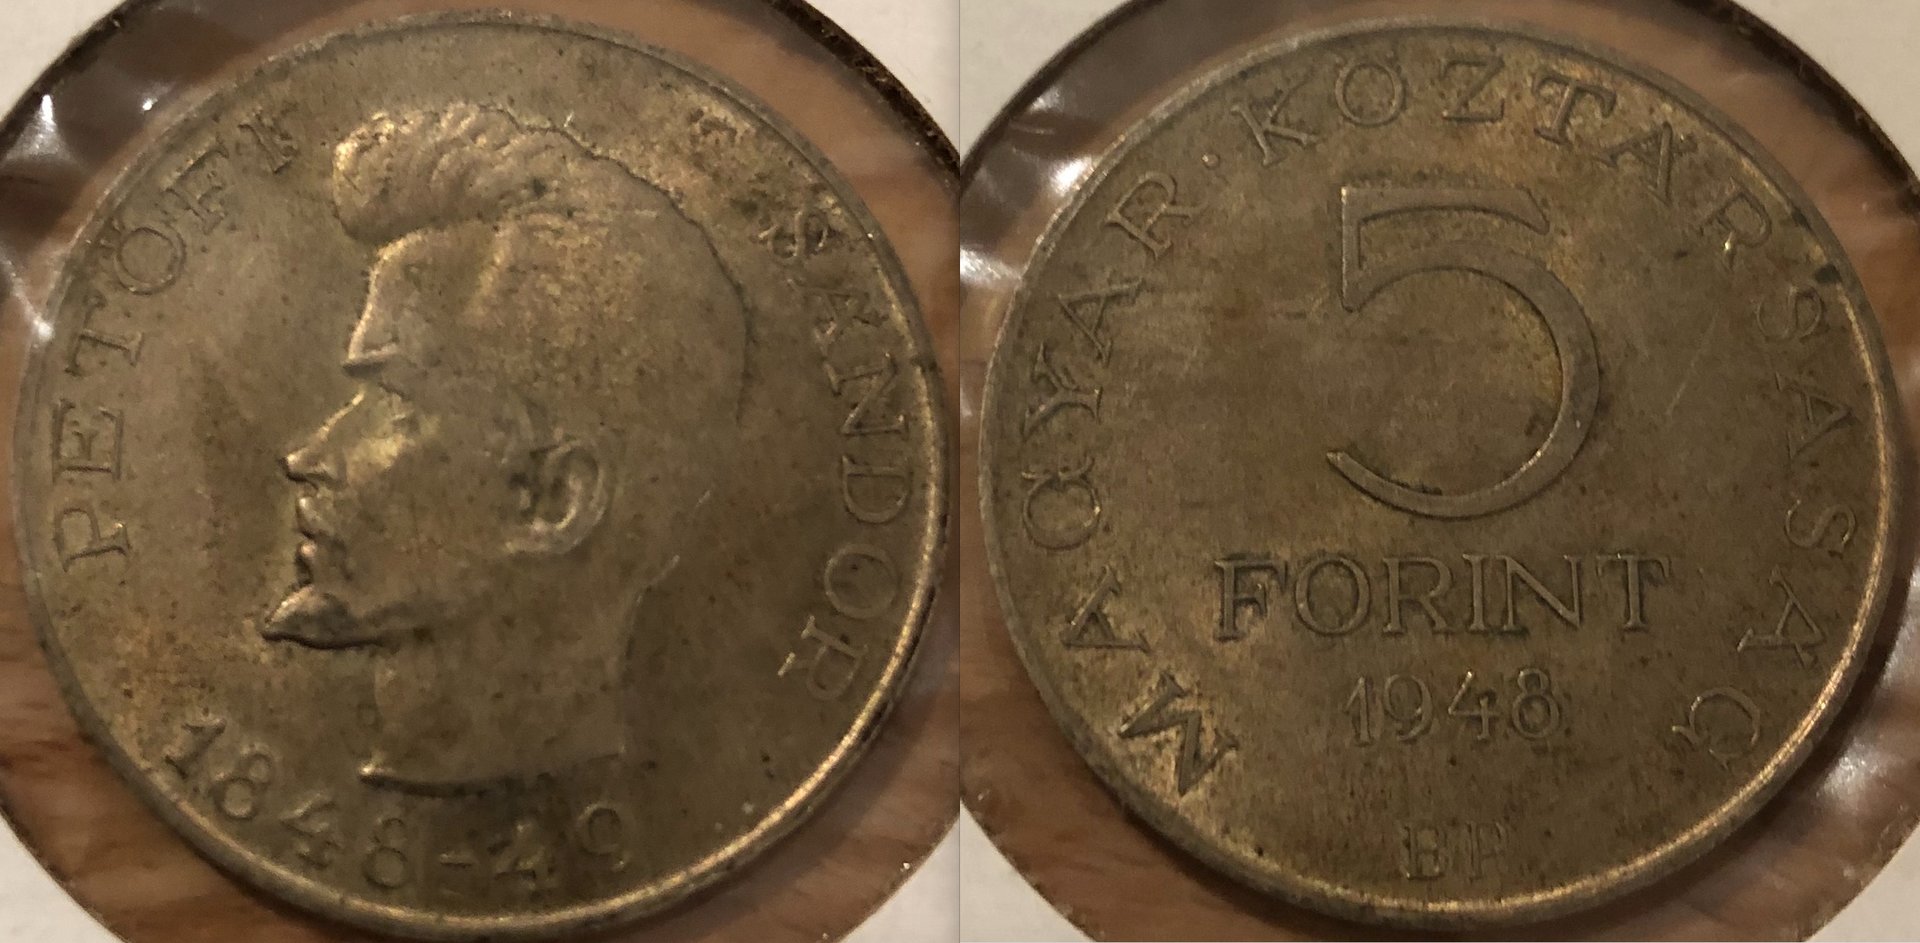 PETŐFI SÁNDOR
1848-49
MAGYAR·KÖZTÁRSASÁG
5
FORINT
1948
BP